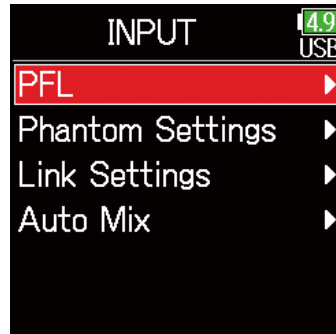 INPUT
4.9
USB
PFL
Phantom Settings
Link Settings
Auto Mix